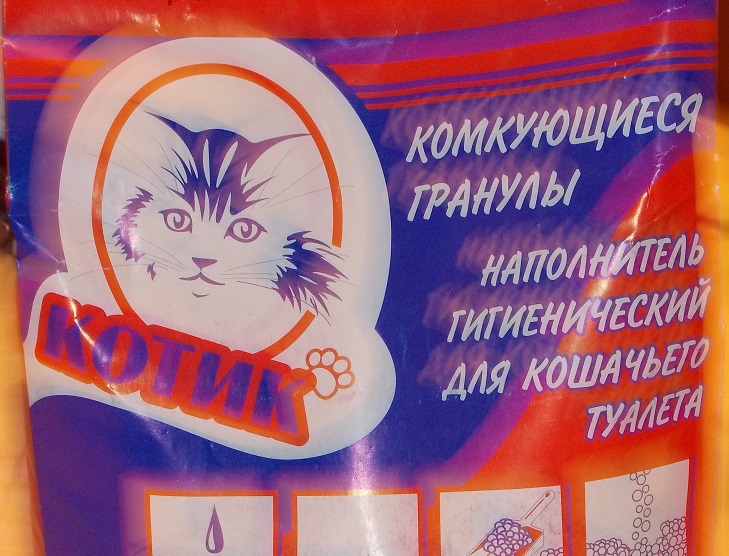 КОМКУЮЩИЕСЯ
ГРАНУЛЫ
НАПОЛНИТЕЛЬ
ГИГИЕНИЧЕСКИЙ
ДЛЯ КОШАЧЬЕГО
ТУАЛЕТА
КОТИК